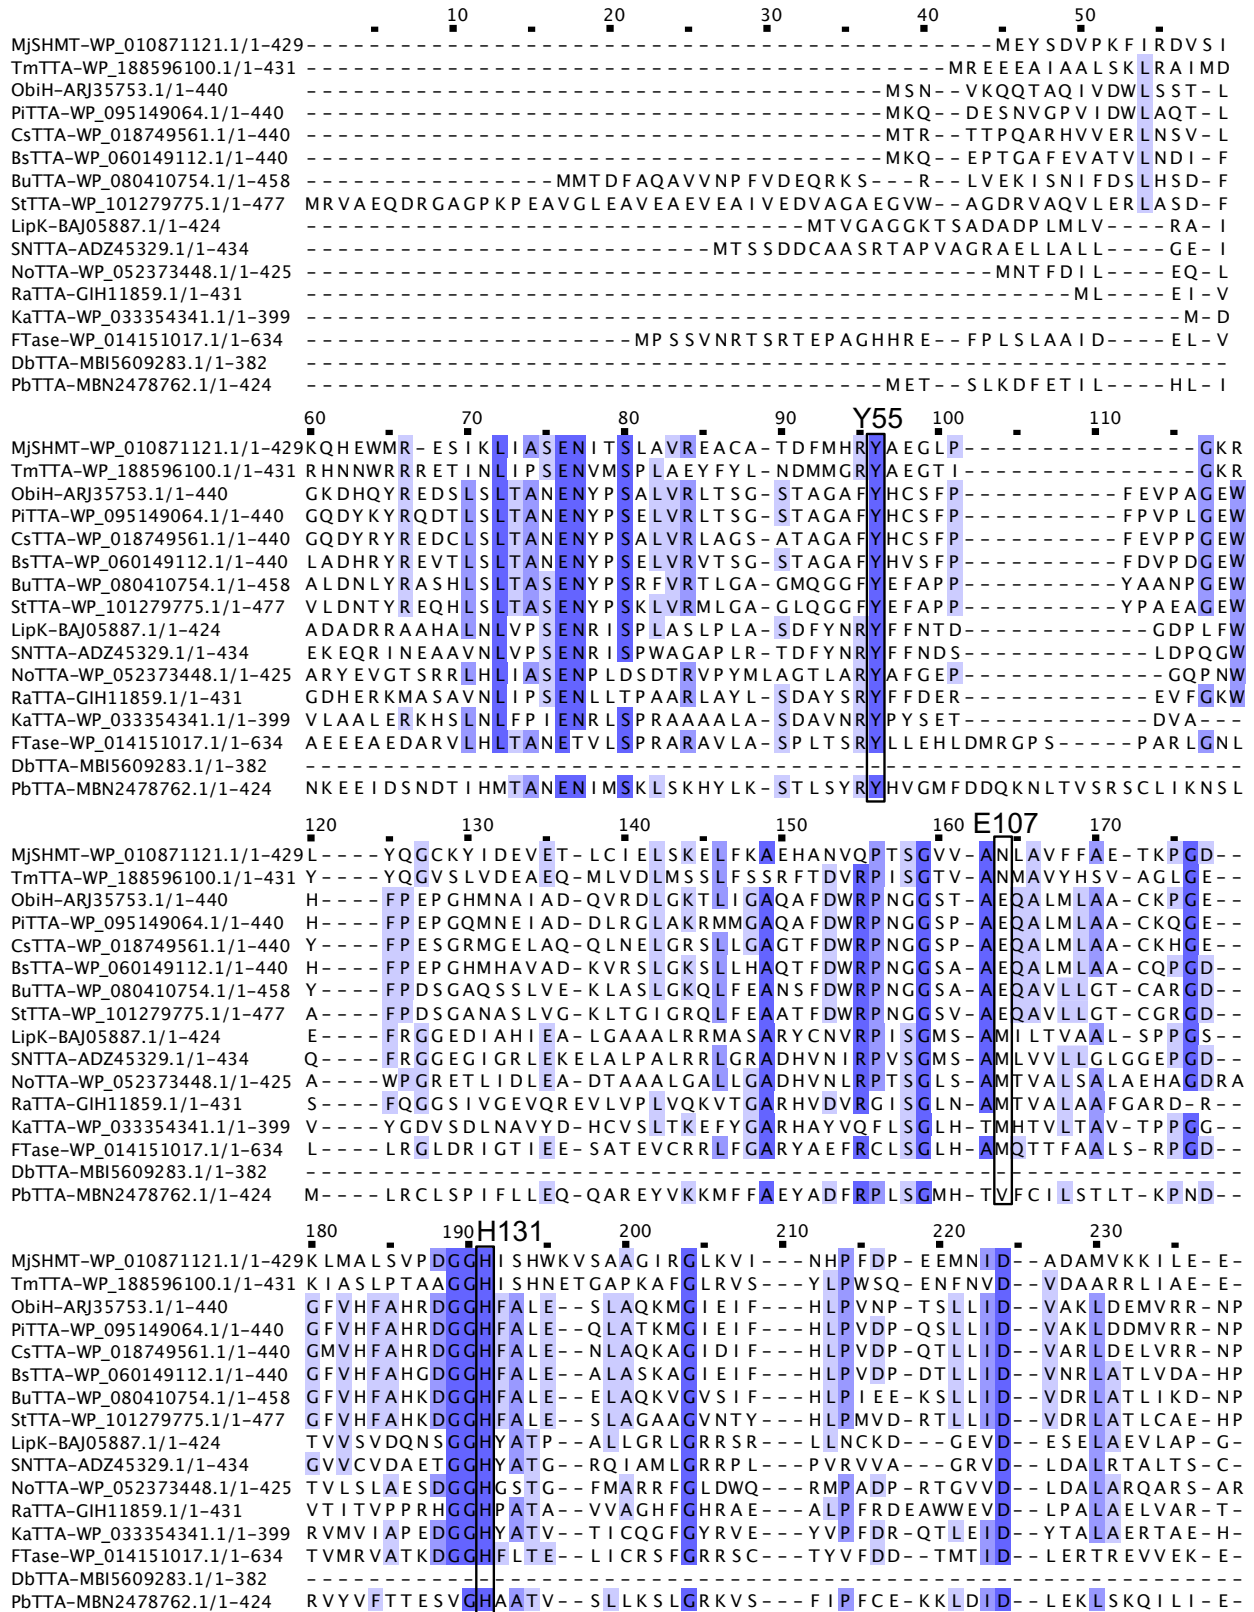 10 20 30 40 50
MjSHMT-WP_010871121.1/1-429 --------------------------------------------MEYSDVPKFIRDVSI
TmTTA-WP_188596100.1/1-431 -----------------------------------------MREEEAIAALSKLRAIMD
ObiH-ARJ35753.1/1-440 -------------------------------------MSN--VKQQTAQIVDWLSST-L
PiTTA-WP_095149064.1/1-440 -------------------------------------MKQ--DESNVGPVIDWLAQT-L
CsTTA-WP_018749561.1/1-440 -------------------------------------MTR--TTPQARHVVERLNSV-L
BsTTA-WP_060149112.1/1-440 -------------------------------------MKQ--EPTGAFEVATVLNDI-F
BuTTA-WP_080410754.1/1-458 ----------------MMTDFAQAVVNPFVDEQRKS---R--LVEKISNIFDSLHSD-F
StTTA-WP_101279775.1/1-477 MRVAEQDRGAGPKPEAVGLEAVEAEVEAIVEDVAGAEGVW--AGDRVAQVLERLASD-F
LipK-BAJ05887.1/1-424 --------------------------------MTVGAGGKTSADADPLMLV----RA-I
SNTTA-ADZ45329.1/1-434 --------------------------MTSSDDCAASRTAPVAGRAELLALL----GE-I
NoTTA-WP_052373448.1/1-425 --------------------------------------------MNTFDIL----EQ-L
RaTTA-GIH11859.1/1-431 -------------------------------------------------ML----EI-V
KaTTA-WP_033354341.1/1-399 --------------------------------------------------------M-D
FTase-WP_014151017.1/1-634 ---------------------MPSSVNRTSRTEPAGHHRE--FPLSLAAID----EL-V
DbTTA-MBI5609283.1/1-382 -----------------------------------------------------------
PbTTA-MBN2478762.1/1-424 -------------------------------------MET--SLKDFETIL----HL-I
60 70 80 90 Y55 100 110
MjSHMT-WP_010871121.1/1-429 KQHEWMR-ESIKLIASENITSLAVREACA-TDFMHRYAEGLP---------------GKR
TmTTA-WP_188596100.1/1-431 RHNNWRRRETINLIPSENVMSPLAEYFYL-NDMMGRYAEGTI---------------GKR
ObiH-ARJ35753.1/1-440 GKDHQYREDSLSLTANENYPSALVRLTSG-STAGAFYHCSFP----------FEVPAGEW
PiTTA-WP_095149064.1/1-440 GQDYKYRQDTLSLTANENYPSELVRLTSG-STAGAFYHCSFP----------FPVPLGEW
CsTTA-WP_018749561.1/1-440 GQDYRYREDCLSLTANENYPSALVRLAGS-ATAGAFYHCSFP----------FEVPPGEW
BsTTA-WP_060149112.1/1-440 LADHRYREVTLSLTANENYPSELVRVTSG-STAGAFYHVSFP----------FDVPDGEW
BuTTA-WP_080410754.1/1-458 ALDNLYRASHLSLTASENYPSRFVRTLGA-GMQGGFYEFAPP----------YAANPGEW
StTTA-WP_101279775.1/1-477 VLDNTYREQHLSLTASENYPSKLVRMLGA-GLQGGFYEFAPP----------YPAEAGEW
LipK-BAJ05887.1/1-424 ADADRRAAHALNLVPSENRISPLASLPLA-SDFYNRYFFNTD------------GDPLFW
SNTTA-ADZ45329.1/1-434 EKEQRINEAAVNLVPSENRISPWAGAPLR-TDFYNRYFFNDS------------LDPQGW
NoTTA-WP_052373448.1/1-425 ARYEVGTSRRLHLIASENPLDSDTRVPYMLAGTLARYAFGEP-------------GQPNW
RaTTA-GIH11859.1/1-431 GDHERKMASAVNLIPSENLLTPAARLAYL-SDAYSRYFFDER------------EVFGKW
KaTTA-WP_033354341.1/1-399 VLAALERKHSLNLFPIENRLSPRAAAALA-SDAVNRYPYSET------------DVA---
FTase-WP_014151017.1/1-634 AEEEAEDARVLHLTANETVLSPRARAVLA-SPLTSRYLLEHLDMRGPS-----PARLGNL
DbTTA-MBI5609283.1/1-382 ------------------------------------------------------------
PbTTA-MBN2478762.1/1-424 NKEEIDSNDTIHMTANENIMSKLSKHYLK-STLSYRYHVGMFDDQKNLTVSRSCLIKNSL
120 130 140 150 160 E107 170
MjSHMT-WP_010871121.1/1-429 L----YQGCKYIDEVET-LCIELSKELFKAEHANVQPTSGVV-ANLAVFFAE-TKPGD--
TmTTA-WP_188596100.1/1-431 Y----YQGVSLVDEAEQ-MLVDLMSSLFSSRFTDVRPISGTV-ANMAVYHSV-AGLGE--
ObiH-ARJ35753.1/1-440 H----FPEPGHMNAIAD-QVRDLGKTLIGAQAFDWRPNGGST-AEQALMLAA-CKPGE--
PiTTA-WP_095149064.1/1-440 H----FPEPGQMNEIAD-DLRGLAKRMMGAQAFDWRPNGGSP-AEQALMLAA-CKQGE--
CsTTA-WP_018749561.1/1-440 Y----FPESGRMGELAQ-QLNELGRSLLGAGTFDWRPNGGSP-AEQALMLAA-CKHGE--
BsTTA-WP_060149112.1/1-440 H----FPEPGHMHAVAD-KVRSLGKSLLHAQTFDWRPNGGSA-AEQALMLAA-CQPGD--
BuTTA-WP_080410754.1/1-458 Y----FPDSGAQSSLVE-KLASLGKQLFEANSFDWRPNGGSA-AEQAVLLGT-CARGD--
StTTA-WP_101279775.1/1-477 A----FPDSGANASLVG-KLTGIGRQLFEAATFDWRPNGGSV-AEQAVLLGT-CGRGD--
LipK-BAJ05887.1/1-424 E----FRGGEDIAHIEA-LGAAALRRMASARYCNVRPLSGMS-AMILTVAAL-SPPGS--
SNTTA-ADZ45329.1/1-434 Q----FRGGEGIGRLEKELALPALRRLGRADHVNIRPVSGMS-AMLVVLLGLGGEPGD--
NoTTA-WP_052373448.1/1-425 A----WPGRETLIDLEA-DTAAALGALLGADHVNLRPTSGLS-AMTVALSALAEHAGDRA
RaTTA-GIH11859.1/1-431 S----FQGGSIVGEVQREVLVPLVQKVTGARHVDVRGISGLN-AMTVALAAFGARD-R--
KaTTA-WP_033354341.1/1-399 V----YGDVSDLNAVYD-HCVSLTKEFYGARHAYVQFLSGLH-TMHTVLTAV-TPPGG--
FTase-WP_014151017.1/1-634 L----LRGLDRIGTIEE-SATEVCRRLFGARYAEFRCLSGLH-AMQTTFAALS-RPGD--
DbTTA-MBI5609283.1/1-382 ------------------------------------------------------------
PbTTA-MBN2478762.1/1-424 M----LRCLSPIFLLEQ-QAREYVKKMFFAEYADFRPLSGMH-TVFCILSTLT-KPND--
180 190 H131 200 210 220 230
MjSHMT-WP_010871121.1/1-429 KLMALSVPDGGHISHWKVSAAGIRGLKVI---NHPFDP-EEMNID--ADAMVKKILE-E-
TmTTA-WP_188596100.1/1-431 KIASLPTAAGGHISHNETGAPKAFRGLRVS---YLPWSQ-ENFNVD--VDAARRLIAE-E-
ObiH-ARJ35753.1/1-440 GFVHFAHRDGGHFALE--SLAQKMGIEIF---HLPVNP-TSLLID--VAKLDEMVRR-NP
PiTTA-WP_095149064.1/1-440 GFVHFAHRDGGHFALE--QLATKMGIEIF---HLPVDP-QSLLID--VAKLDDMVRR-NP
CsTTA-WP_018749561.1/1-440 GMVHFAHRDGGHFALE--NLAQKAGIDIF---HLPVDP-QTLLID--VARLDELVRR-NP
BsTTA-WP_060149112.1/1-440 GFVHFAHGDGGHFALE--ALASKAGIEIF---HLPVDP-DTLLID--VNRLATLVDA-HP
BuTTA-WP_080410754.1/1-458 GFVHFAHKDGGHFALE--ELAQKVGVSIF---HLPIEE-KSLLID--VDRLATLIKD-NP
StTTA-WP_101279775.1/1-477 GFVHFAHKDGGHFALE--SLAGAAGVNTY---HLPMVD-RTLLID--VDRLATLCAE-HP
LipK-BAJ05887.1/1-424 TVVSVDQNSGGHYATP--ALLGRLGRRSR---LLNCKD---GEVD--ESELAEVLAP-G-
SNTTA-ADZ45329.1/1-434 GVVCVDAETGGHYATG--RQIAMLGRRPL---PVRVVA---GRVD--LDALRTALTS-C-
NoTTA-WP_052373448.1/1-425 TVLSLAESDGGHGSTG--FMARRFGLDWQ---RMPADP-RTGVVD--LDALARQARS-AR
RaTTA-GIH11859.1/1-431 VTITVPPRHGGHPATA--VVAGHFGHRAE---ALPFRDEAWWEVD--LPALAELVAR-T-
KaTTA-WP_033354341.1/1-399 RVMVIAPEDGGHYATV--TICQGFGYRVE---YVPFDR-QTLEID--YTALAERTAE-H-
FTase-WP_014151017.1/1-634 TVMRVATKDGGHFLTE--LICRSFGRRSC---TYVFDD--TMTID--LERTREVVEK-E-
DbTTA-MBI5609283.1/1-382 ------------------------------------------------------------
PbTTA-MBN2478762.1/1-424 RVYVFTTESVGHAATV--SLLKSLGRKVS---FIPFCE-KKLDID--LEKLSKQILI-E-